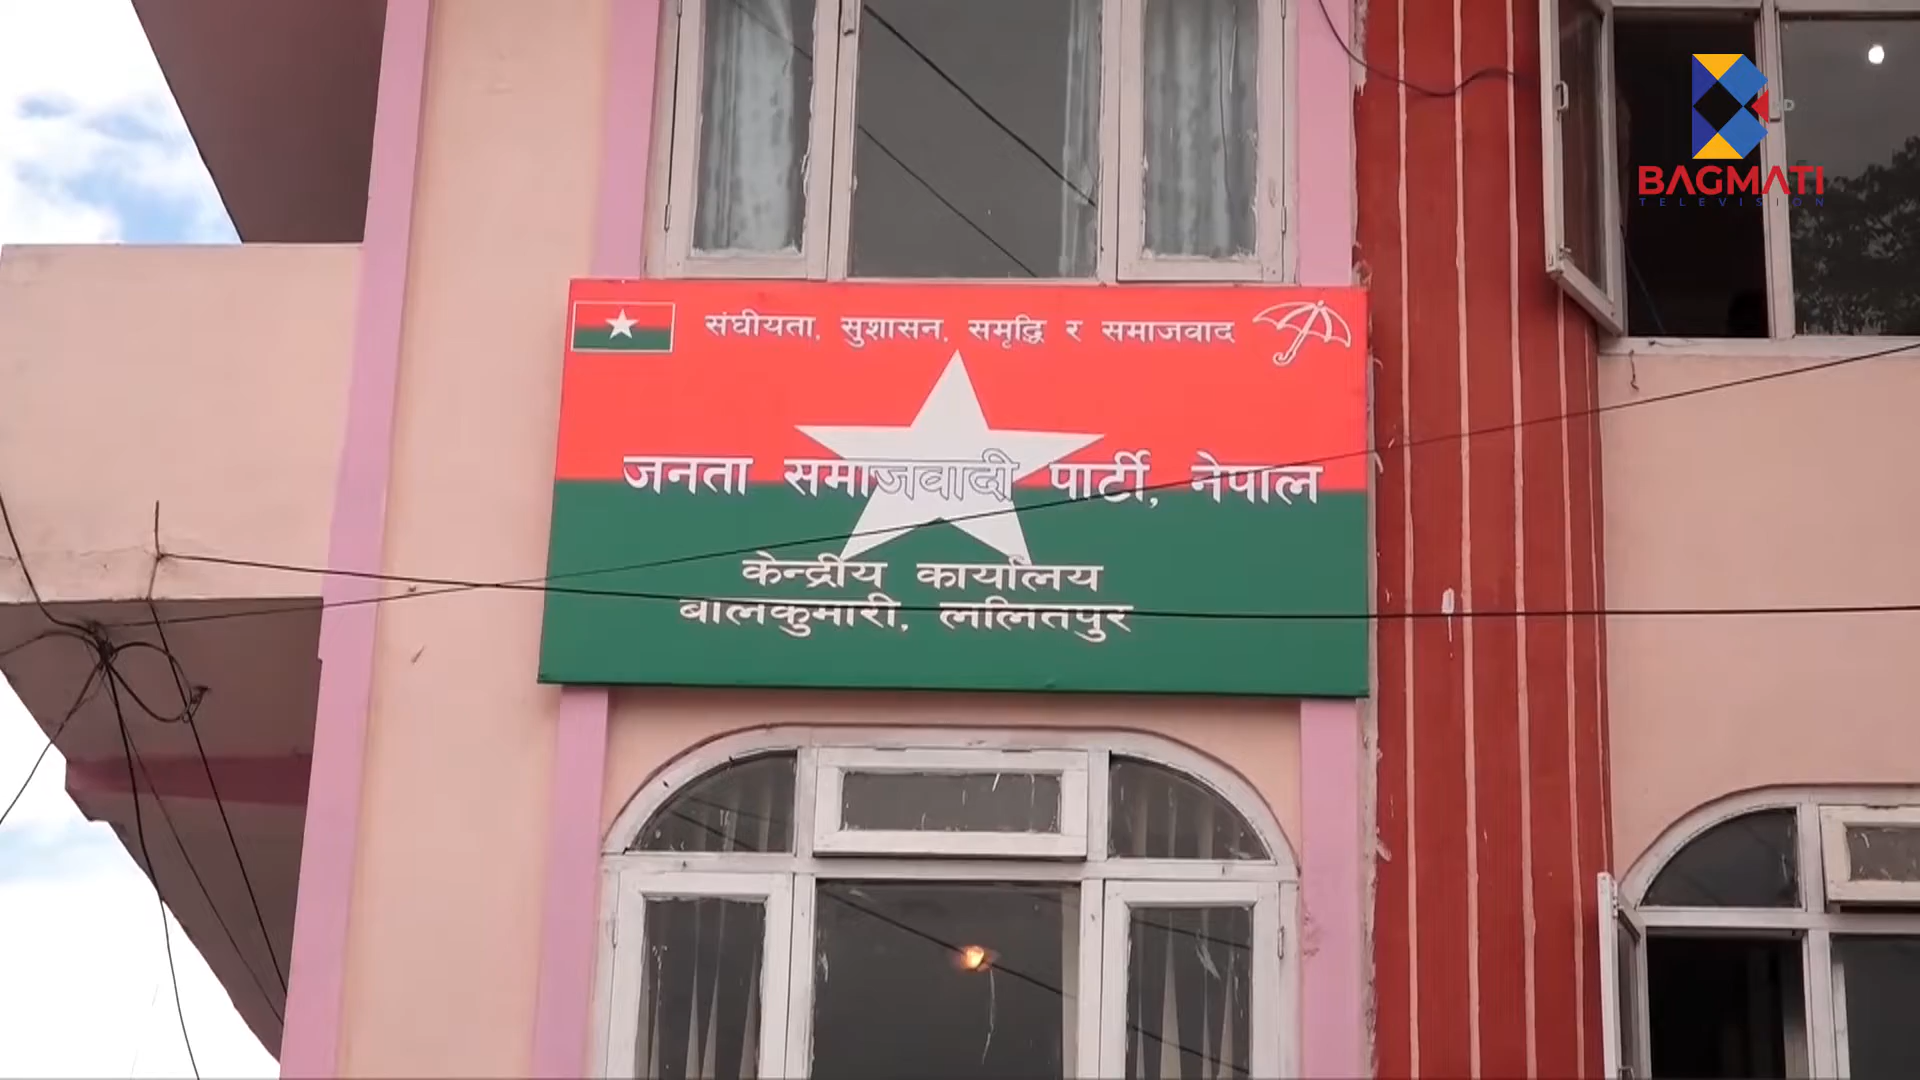 संघीयता, सुशासन, समृद्धि र समाजवाद
जनता समाजवादी पार्टी, नेपाल
केन्द्रीय कार्यालय
बालकुमारी, ललितपुर
BAGMATI
TELEVISION